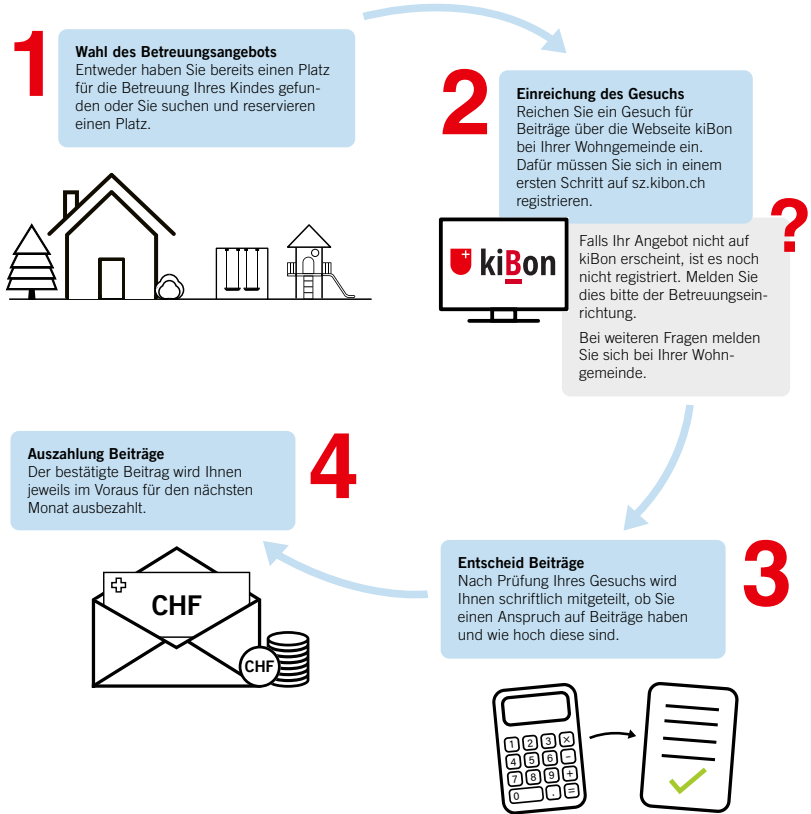 1
Wahl des Betreuungsangebots
Entweder haben Sie bereits einen Platz
für die Betreuung Ihres Kindes gefun-
den oder Sie suchen und reservieren
einen Platz.
2
Einreichung des Gesuchs
Reichen Sie ein Gesuch für
Beiträge über die Webseite kiBon
bei Ihrer Wohngemeinde ein.
Dafür müssen Sie sich in einem
ersten Schritt auf sz.kibon.ch
registrieren.
?
kiBon
Falls Ihr Angebot nicht auf
kiBon erscheint, ist es noch
nicht registriert. Melden Sie
dies bitte der Betreuungsein-
richtung.
Bei weiteren Fragen melden
Sie sich bei Ihrer Wohn-
gemeinde.
3
Entscheid Beiträge
Nach Prüfung Ihres Gesuchs wird
Ihnen schriftlich mitgeteilt, ob Sie
einen Anspruch auf Beiträge haben
und wie hoch diese sind.
1 2 3 ×
4 5 6 −
7 8 9 +
0 . =
4
Auszahlung Beiträge
Der bestätigte Beitrag wird Ihnen
jeweils im Voraus für den nächsten
Monat ausbezahlt.
CHF
CHF